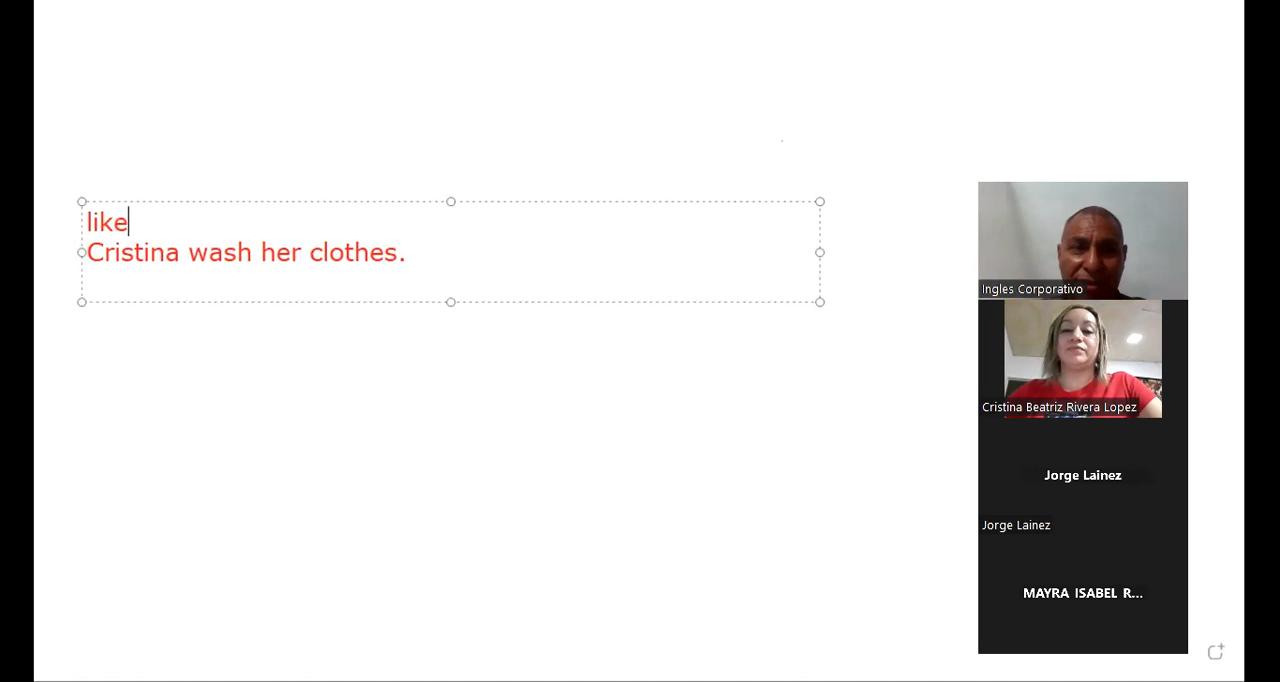 like
Cristina wash her clothes.
Ingles Corporativo
Cristina Beatriz Rivera Lopez
Jorge Lainez
Jorge Lainez
MAYRA ISABEL R...